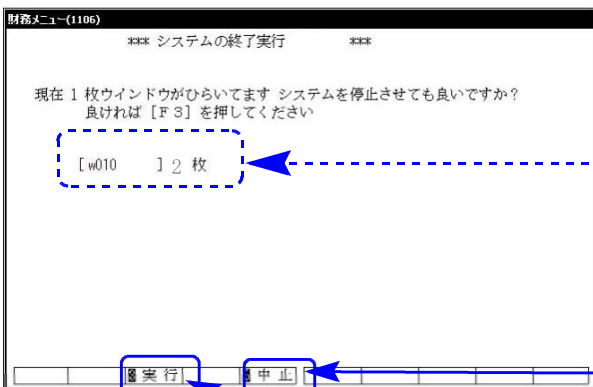 財務メニュー(1106)
*** システムの終了実行 ***
現在 1 枚ウインドウがひらいてます システムを停止させても良いですか?
良ければ [F3] を押してください
[w010 ] 2 枚
実行 中止